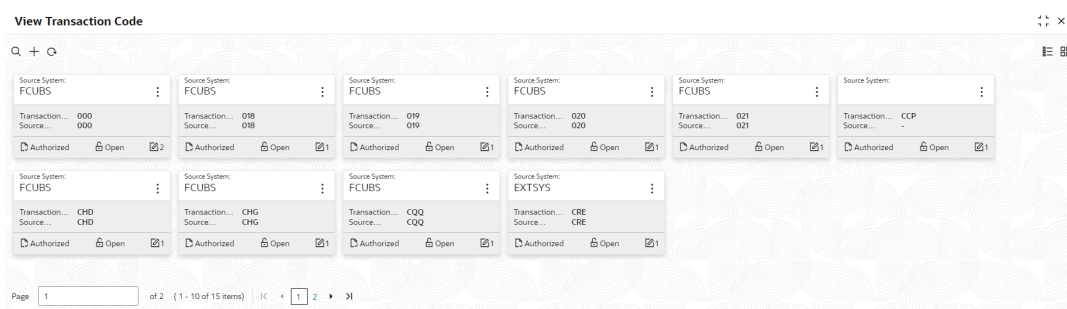 View Transaction Code
Source System: Source System: Source System: Source System: Source System: Source System:
FCUBS FCUBS FCUBS FCUBS FCUBS
Transaction... 000 Transaction... 018 Transaction... 019 Transaction... 020 Transaction... 021 Transaction... CCP
Source... 000 Source... 018 Source... 019 Source... 020 Source... 021 Source... -
Authorized Open 2 Authorized Open 1 Authorized Open 1 Authorized Open 1 Authorized Open 1 Authorized Open 1
Source System: Source System: Source System: Source System:
FCUBS FCUBS FCUBS EXTSYS
Transaction... CHD Transaction... CHG Transaction... CQQ Transaction... CRE
Source... CHD Source... CHG Source... CQQ Source... CRE
Authorized Open 1 Authorized Open 1 Authorized Open 1 Authorized Open 1
Page 1 of 2 (1 - 10 of 15 items) 1 2